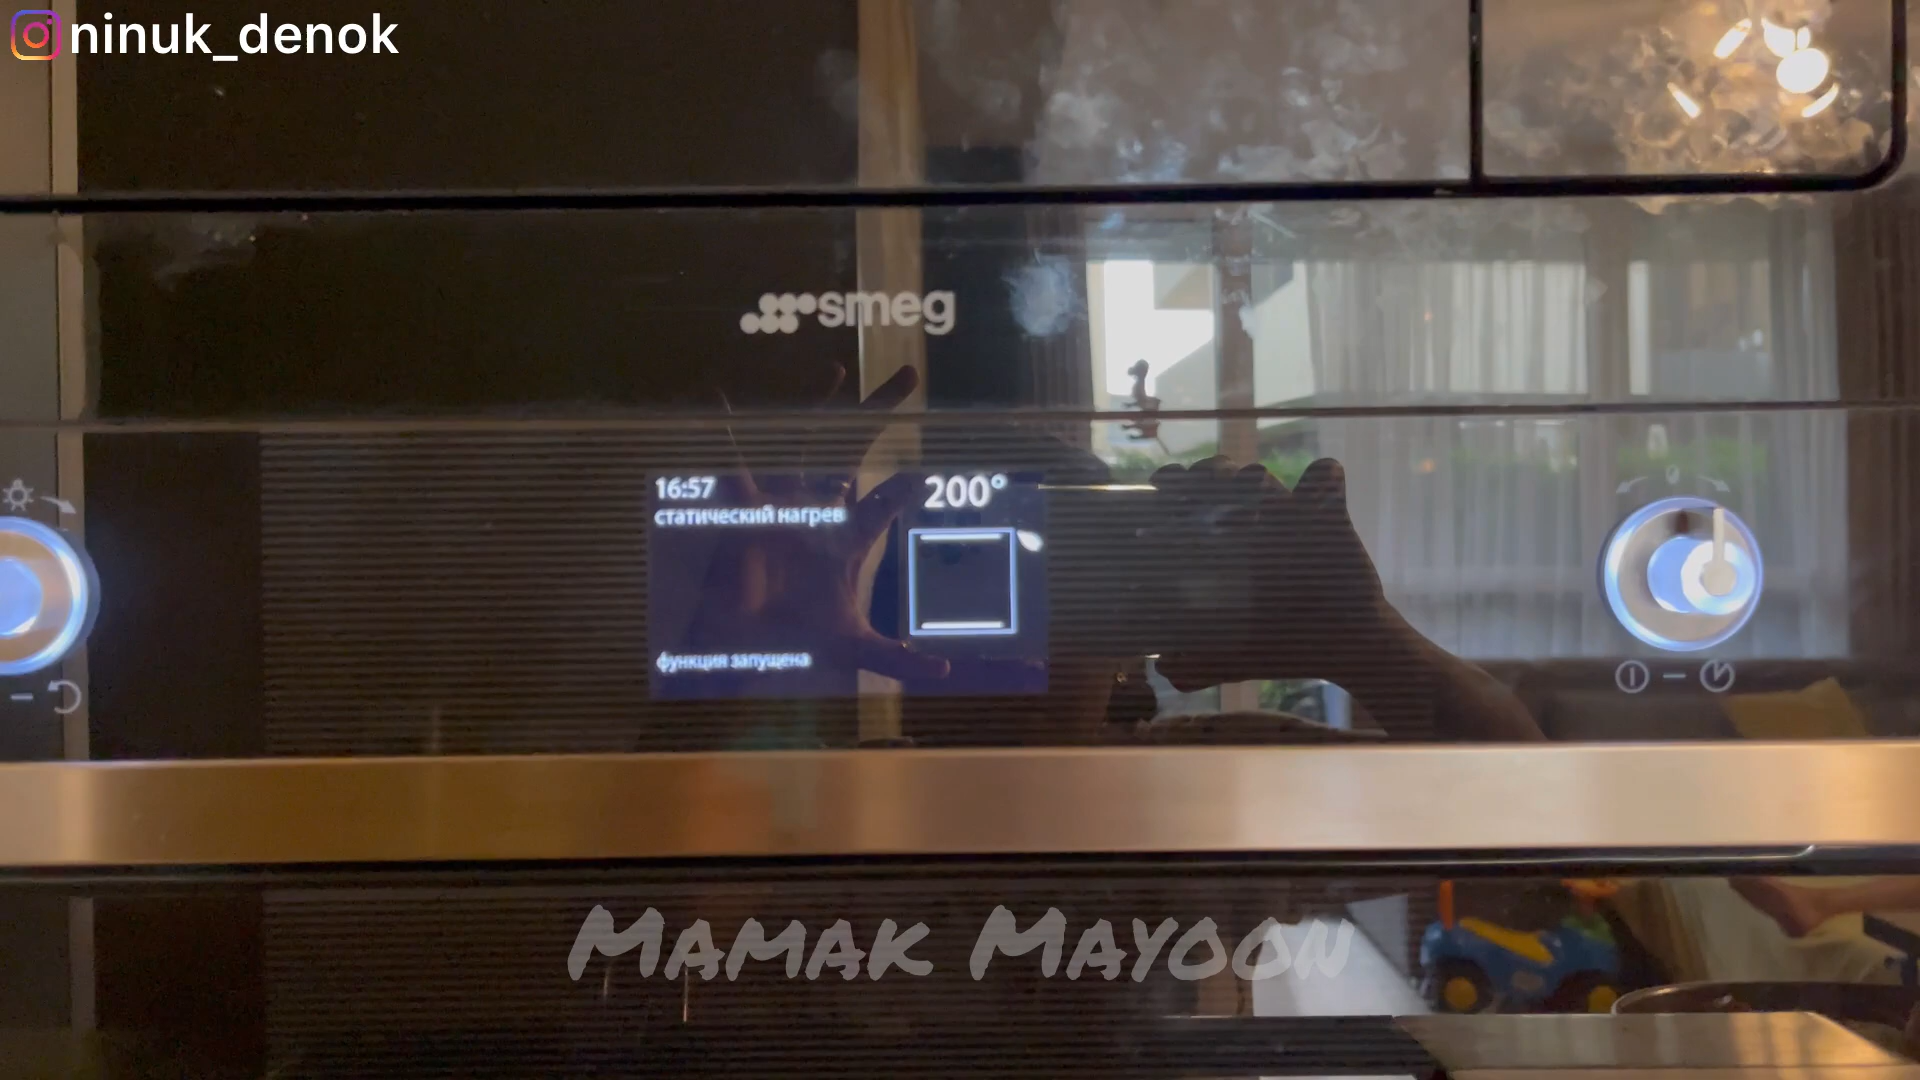 ninuk_denok
smeg
16:57
200°
статический нагрев
функция запущена
Mamak Mayoon